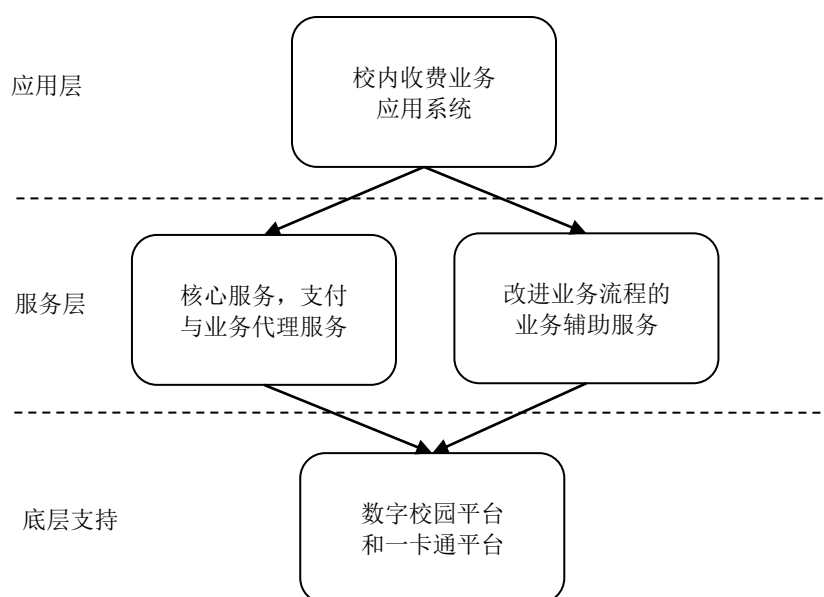 应用层
校内收费业务
应用系统
服务层
核心服务，支付
与业务代理服务
改进业务流程的
业务辅助服务
底层支持
数字校园平台
和一卡通平台